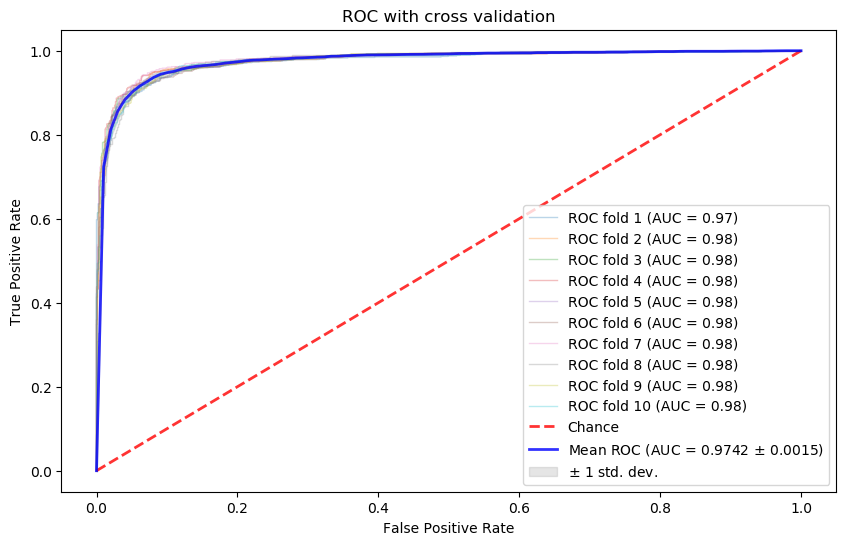 ROC with cross validation
True Positive Rate
1.0
0.8
0.6
0.4
0.2
0.0
ROC fold 1 (AUC = 0.97)
ROC fold 2 (AUC = 0.98)
ROC fold 3 (AUC = 0.98)
ROC fold 4 (AUC = 0.98)
ROC fold 5 (AUC = 0.98)
ROC fold 6 (AUC = 0.98)
ROC fold 7 (AUC = 0.98)
ROC fold 8 (AUC = 0.98)
ROC fold 9 (AUC = 0.98)
ROC fold 10 (AUC = 0.98)
Chance
Mean ROC (AUC = 0.9742 ± 0.0015)
± 1 std. dev.
0.0 0.2 0.4 0.6 0.8 1.0
False Positive Rate